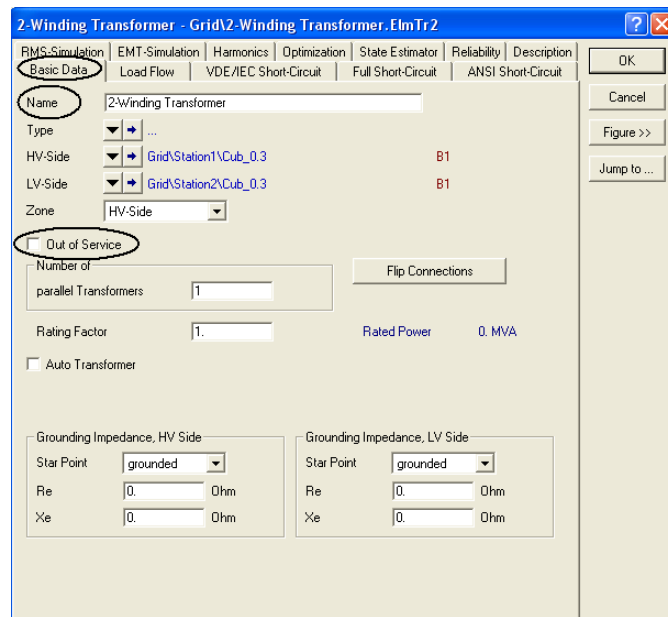 2-Winding Transformer - Grid\2-Winding Transformer.ElmTr2
RMS-Simulation EMT-Simulation Harmonics Optimization State Estimator Reliability Description
Basic Data Load Flow VDE/IEC Short-Circuit Full Short-Circuit ANSI Short-Circuit
OK
Name 2-Winding Transformer
Cancel
Type ...
Figure >>
HV-Side Grid\Station1\Cub_0.3 B1
Jump to ...
LV-Side Grid\Station2\Cub_0.3 B1
Zone HV-Side
Out of Service
Number of
parallel Transformers 1
Flip Connections
Rating Factor 1. Rated Power 0. MVA
Auto Transformer
Grounding Impedance, HV Side Grounding Impedance, LV Side
Star Point grounded Star Point grounded
Re 0. Ohm Re 0. Ohm
Xe 0. Ohm Xe 0. Ohm